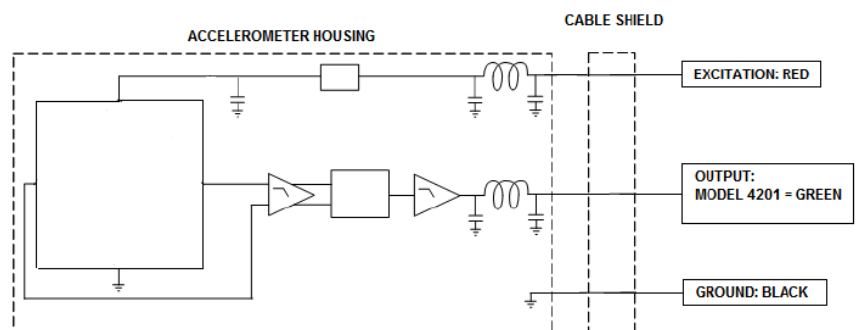 CABLE SHIELD
ACCELEROMETER HOUSING
EXCITATION: RED
OUTPUT:
MODEL 4201 = GREEN
GROUND: BLACK